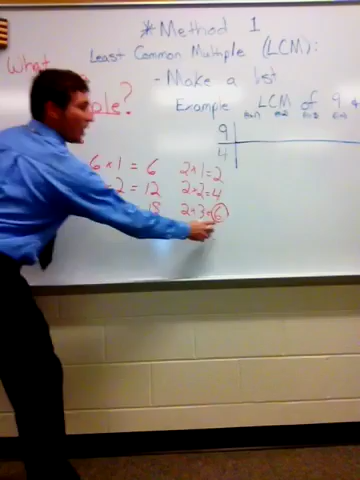 * Method 1
Least Common Multiple (LCM):
What
- Make a list
ple?
Example LCM of 9 &
9
4
6 * 1 = 6 2 * 1 = 2
2 = 12 2 * 2 = 4
18 2 * 3 = 6